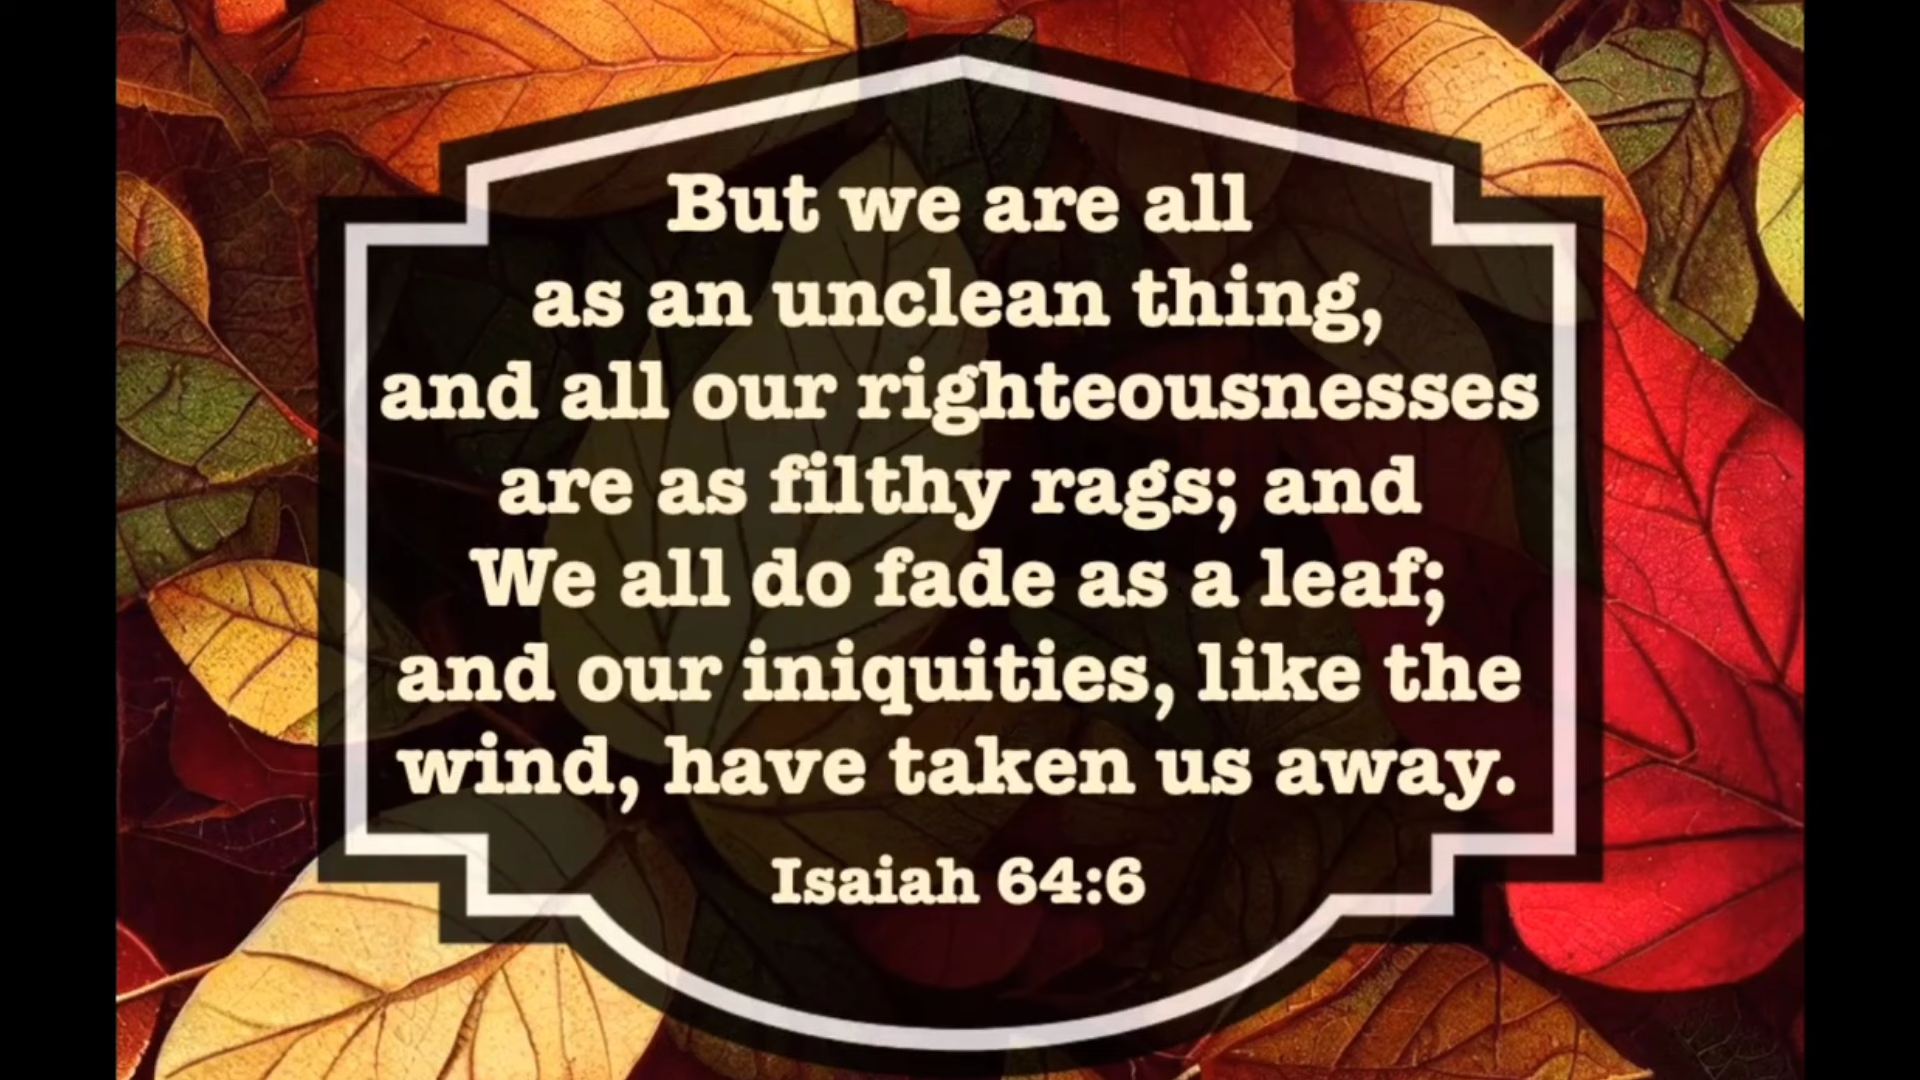 But we are all
as an unclean thing,
and all our righteousnesses
are as filthy rags; and
We all do fade as a leaf;
and our iniquities, like the
wind, have taken us away.
Isaiah 64:6